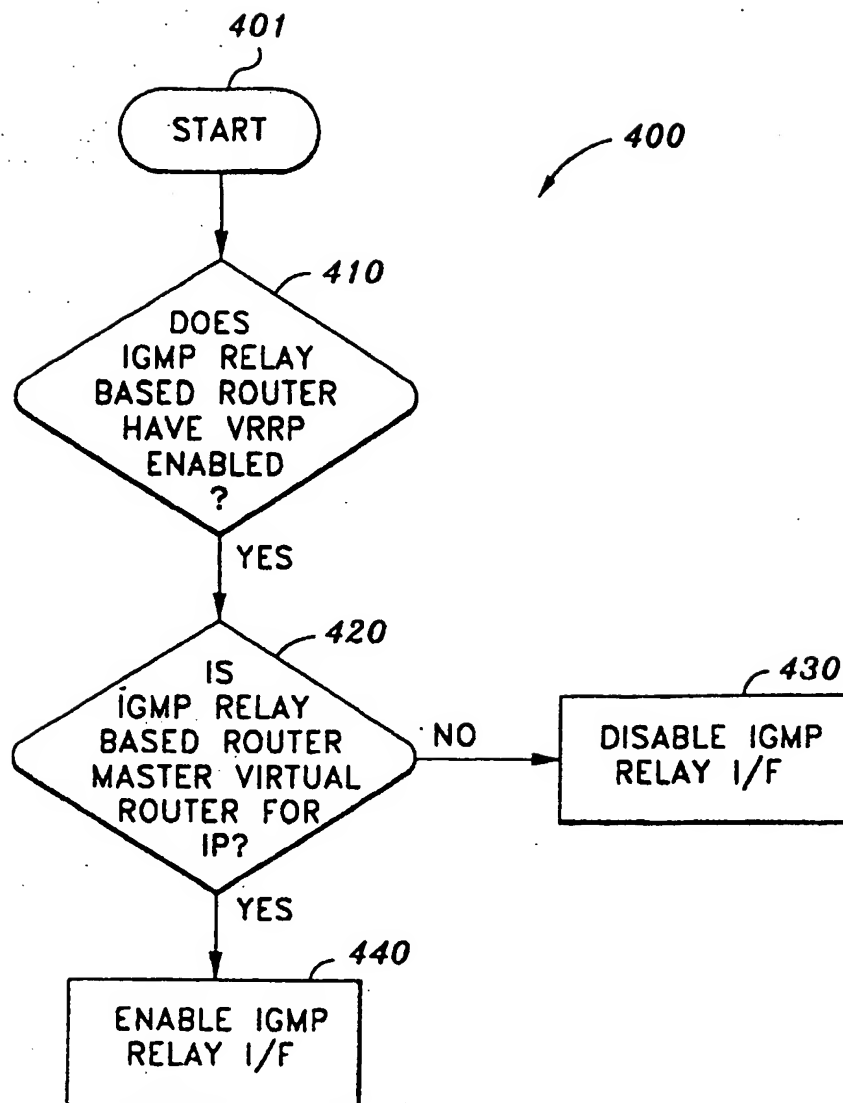 401
START
400
410
DOES
IGMP RELAY
BASED ROUTER
HAVE VRRP
ENABLED
?
YES
420
IS
IGMP RELAY
BASED ROUTER
MASTER VIRTUAL
ROUTER FOR
IP?
NO
430
DISABLE IGMP
RELAY I/F
YES
440
ENABLE IGMP
RELAY I/F